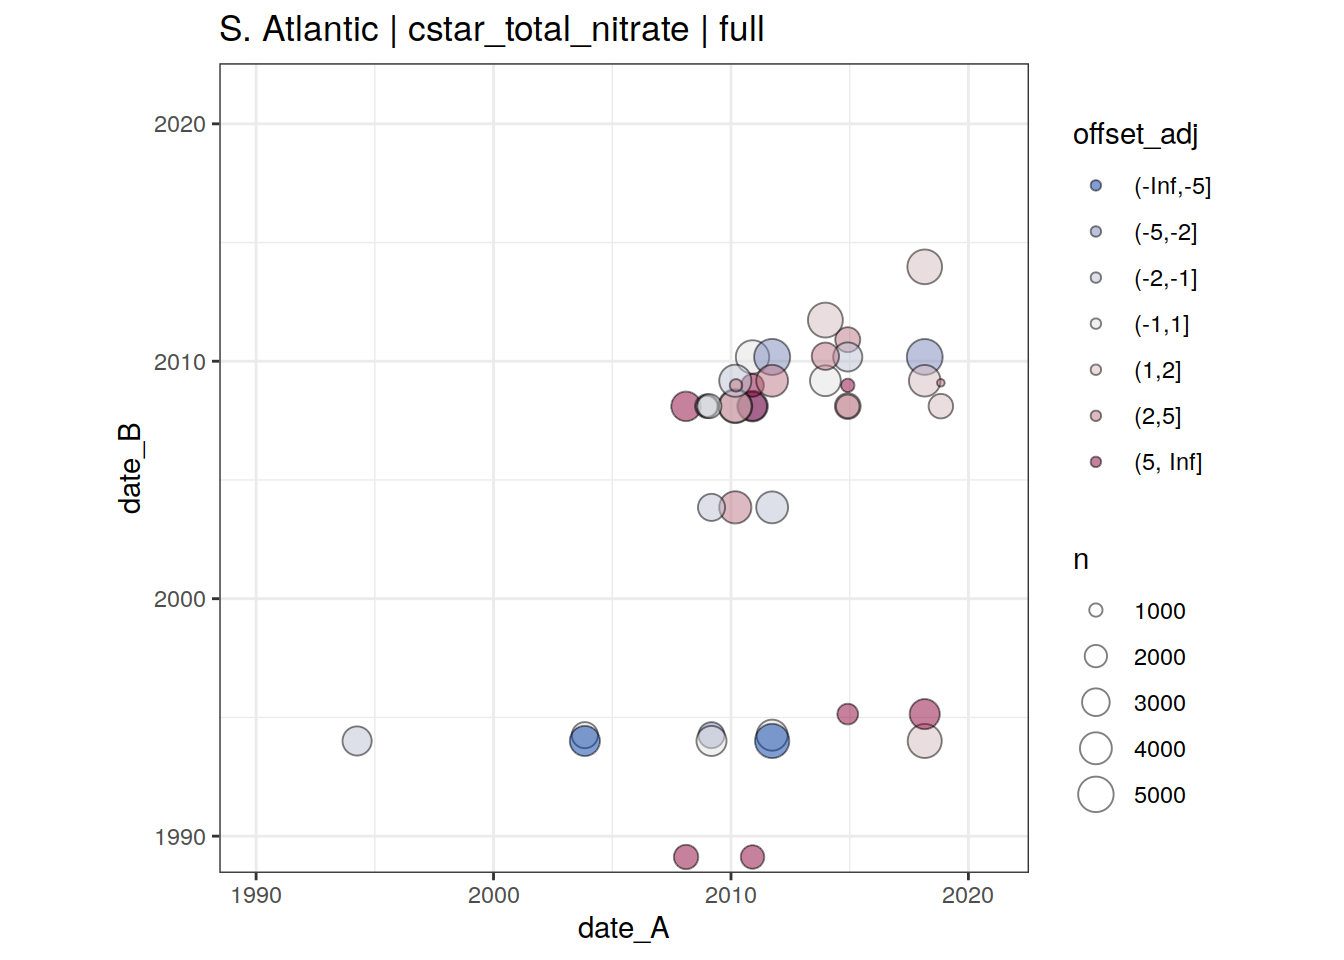 S. Atlantic | cstar_total_nitrate | full
date_B
2020
2010
2000
1990
1990
2000
2010
2020
date_A
offset_adj
(-Inf,-5]
(-5,-2]
(-2,-1]
(-1,1]
(1,2]
(2,5]
(5, Inf]
n
1000
2000
3000
4000
5000